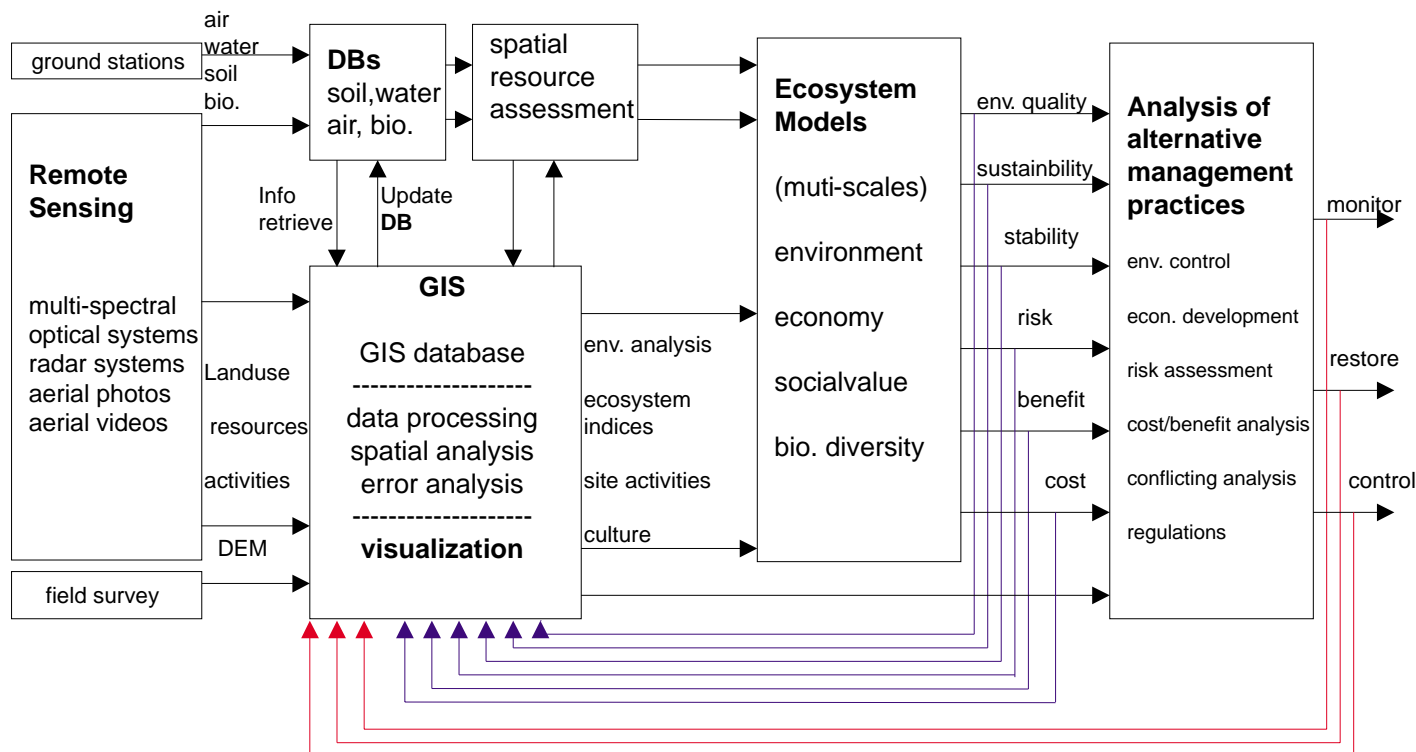 air
water
soil
bio.
ground stations
Remote
Sensing
multi-spectral
optical systems
radar systems
aerial photos
aerial videos
field survey
DBs
soil,water
air, bio.
spatial
resource
assessment
Info
retrieve
Update
DB
Landuse
resources
activities
DEM
GIS
GIS database
--------------------
data processing
spatial analysis
error analysis
------------------
visualization
env. analysis
ecosystem
indices
site activities
culture
Ecosystem
Models
(muti-scales)
environment
economy
socialvalue
bio. diversity
env. quality
sustainbility
stability
risk
benefit
cost
Analysis of
alternative
management
practices
env. control
econ. development
risk assessment
cost/benefit analysis
conflicting analysis
regulations
monitor
restore
control